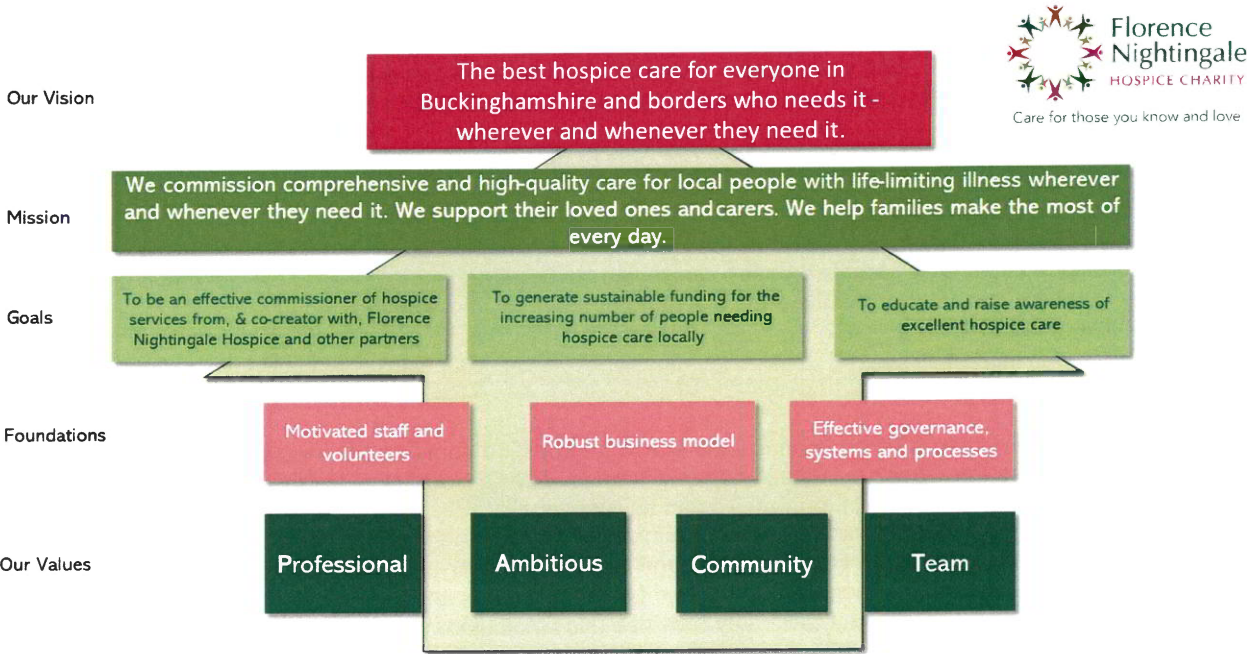 Florence
Nightingale
HOSPICE CHARITY
Care for those you know and love
Our Vision
The best hospice care for everyone in
Buckinghamshire and borders who needs it -
wherever and whenever they need it.
Mission
We commission comprehensive and high-quality care for local people with life-limiting illness wherever
and whenever they need it. We support their loved ones and carers. We help families make the most of
every day.
Goals
To be an effective commissioner of hospice
services from, & co-creator with, Florence
Nightingale Hospice and other partners
To generate sustainable funding for the
increasing number of people needing
hospice care locally
To educate and raise awareness of
excellent hospice care
Foundations
Motivated staff and
volunteers
Robust business model
Effective governance,
systems and processes
Our Values
Professional
Ambitious
Community
Team